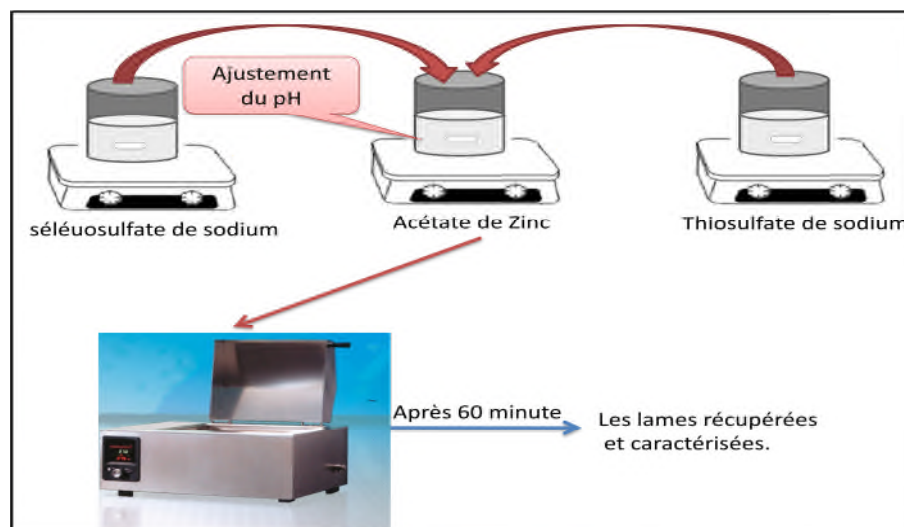 Ajustement
du pH
séléuosulfate de sodium
Acétate de Zinc
Thiosulfate de sodium
Après 60 minute
Les lames récupérées
et caractérisées.